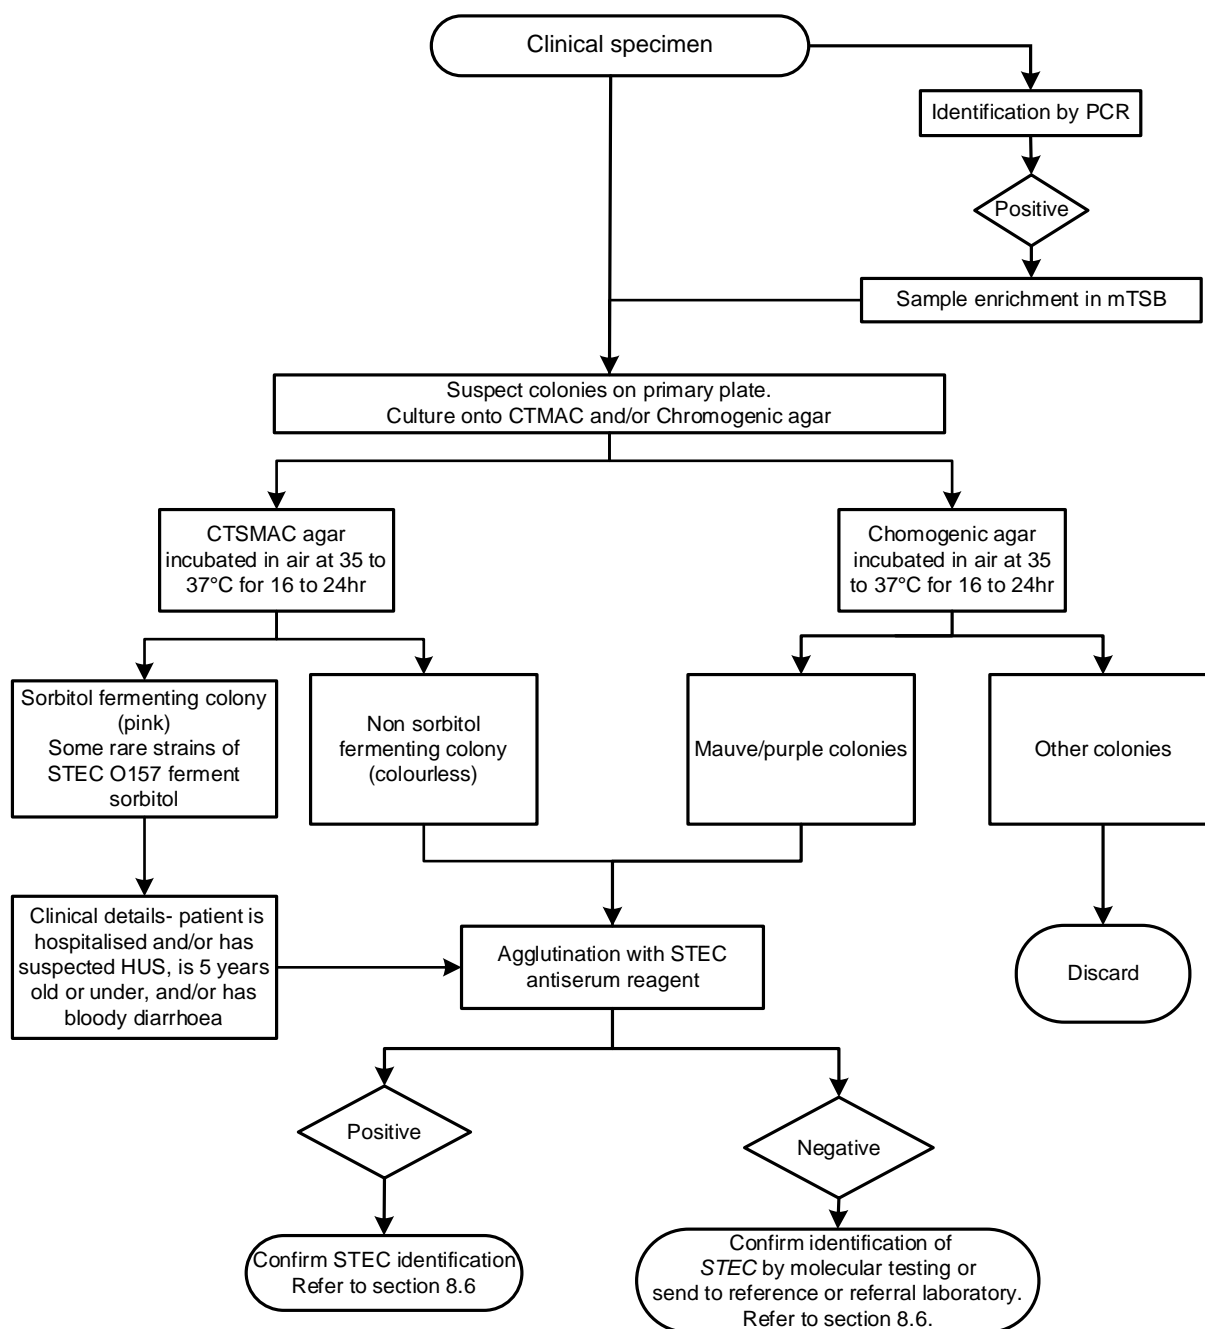 Clinical specimen
Identification by PCR
Positive
Sample enrichment in mTSB
Suspect colonies on primary plate.
Culture onto CTMAC and/or Chromogenic agar
CTSMAC agar
incubated in air at 35 to
37°C for 16 to 24hr
Chomogenic agar
incubated in air at 35
to 37°C for 16 to 24hr
Sorbitol fermenting colony
(pink)
Some rare strains of
STEC O157 ferment
sorbitol
Non sorbitol
fermenting colony
(colourless)
Mauve/purple colonies
Other colonies
Clinical details- patient is
hospitalised and/or has
suspected HUS, is 5 years
old or under, and/or has
bloody diarrhoea
Agglutination with STEC
antiserum reagent
Discard
Positive
Negative
Confirm STEC identification
Refer to section 8.6
Confirm identification of
STEC by molecular testing or
send to reference or referral laboratory.
Refer to section 8.6.